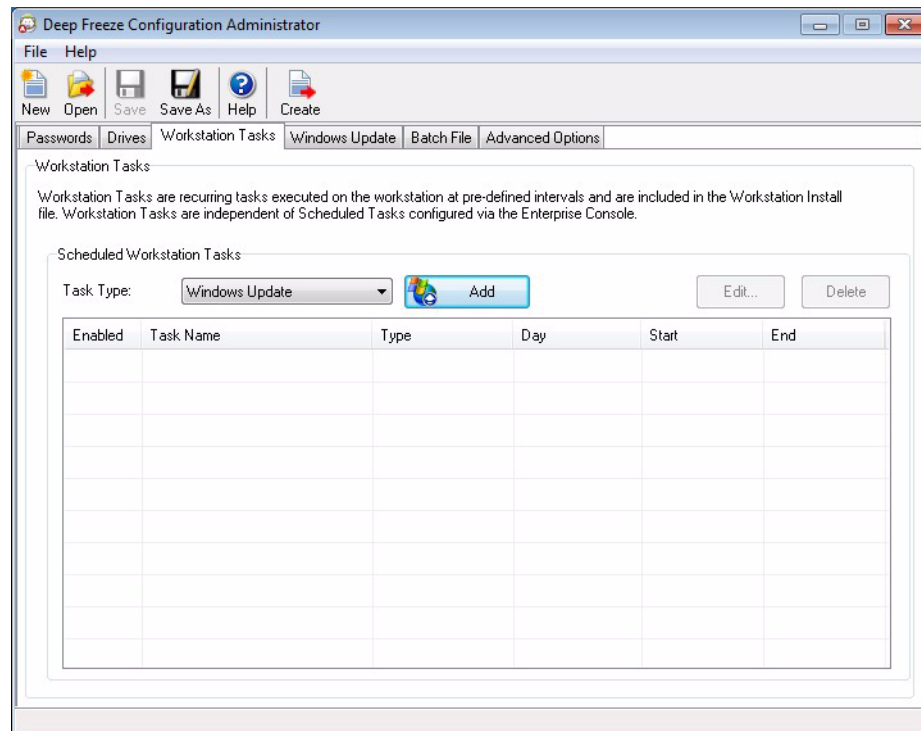 Deep Freeze Configuration Administrator
File Help
New Open Save Save As Help Create
Passwords Drives Workstation Tasks Windows Update Batch File Advanced Options
Workstation Tasks
Workstation Tasks are recurring tasks executed on the workstation at pre-defined intervals and are included in the Workstation Install
file. Workstation Tasks are independent of Scheduled Tasks configured via the Enterprise Console.
Scheduled Workstation Tasks
Task Type: Windows Update Add Edit... Delete
Enabled Task Name Type Day Start End